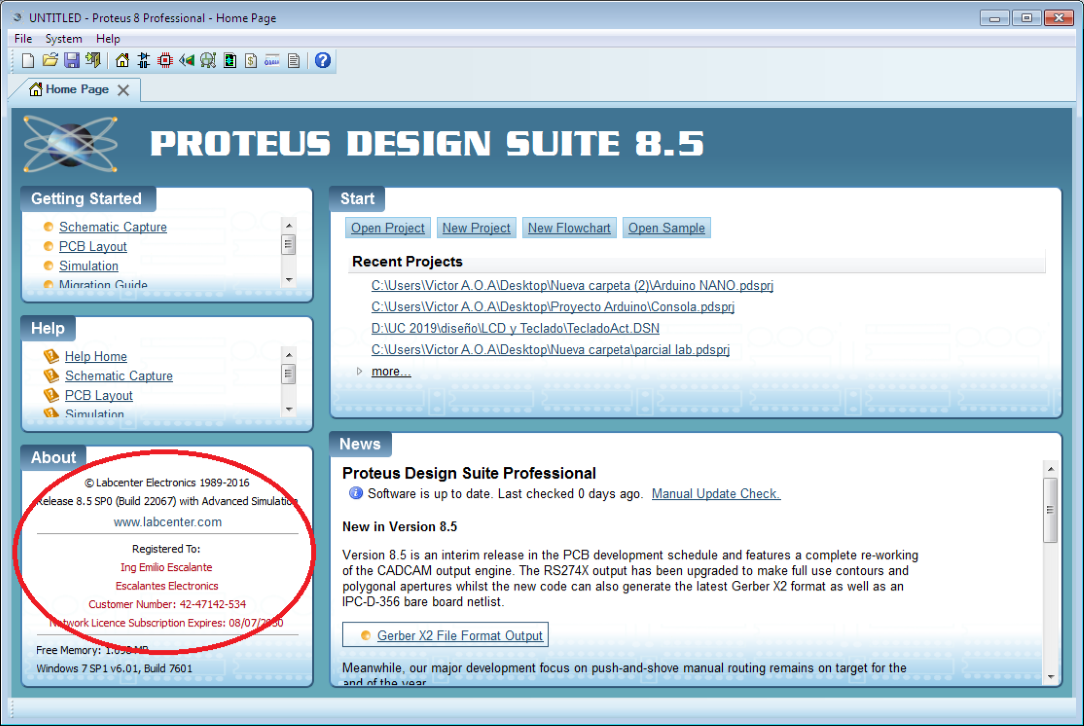 UNTITLED - Proteus 8 Professional - Home Page
File System Help
Home Page
PROTEUS DESIGN SUITE 8.5
Getting Started
Schematic Capture
PCB Layout
Simulation
Migration Guide
Help
Help Home
Schematic Capture
PCB Layout
Simulation
About
© Labcenter Electronics 1989-2016
Release 8.5 SP0 (Build 22067) with Advanced Simulation
www.labcenter.com
Registered To:
Ing Emilio Escalante
Escalantes Electronics
Customer Number: 42-47142-534
Network Licence Subscription Expires:
Free Memory:
Windows 7 SP1 v6.01, Build 7601
Start
Open Project New Project New Flowchart Open Sample
Recent Projects
C:\Users\Victor A.O.A\Desktop\Nueva carpeta (2)\Arduino NANO.pdsprj
C:\Users\Victor A.O.A\Desktop\Proyecto Arduino\Consola.pdsprj
D:\UC 2019\diseño\LCD y Teclado\TecladoAct.DSN
C:\Users\Victor A.O.A\Desktop\Nueva carpeta\parcial lab.pdsprj
more...
News
Proteus Design Suite Professional
Software is up to date. Last checked 0 days ago. Manual Update Check.
New in Version 8.5
Version 8.5 is an interim release in the PCB development schedule and features a complete re-working
of the CADCAM output engine. The RS274X output has been upgraded to make full use contours and
polygonal apertures whilst the new code can also generate the latest Gerber X2 format as well as an
IPC-D-356 bare board netlist.
Gerber X2 File Format Output
Meanwhile, our major development focus on push-and-shove manual routing remains on target for the
end of the year